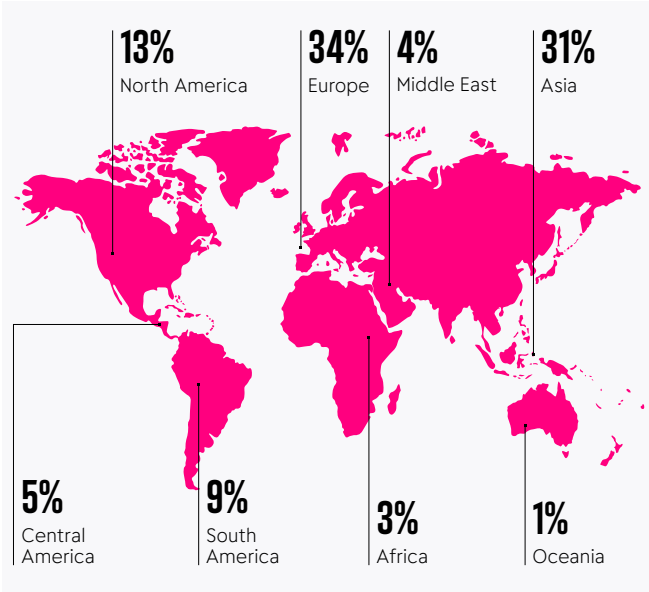 13%
North America
34%
Europe
4%
Middle East
31%
Asia
5%
Central
America
9%
South
America
3%
Africa
1%
Oceania